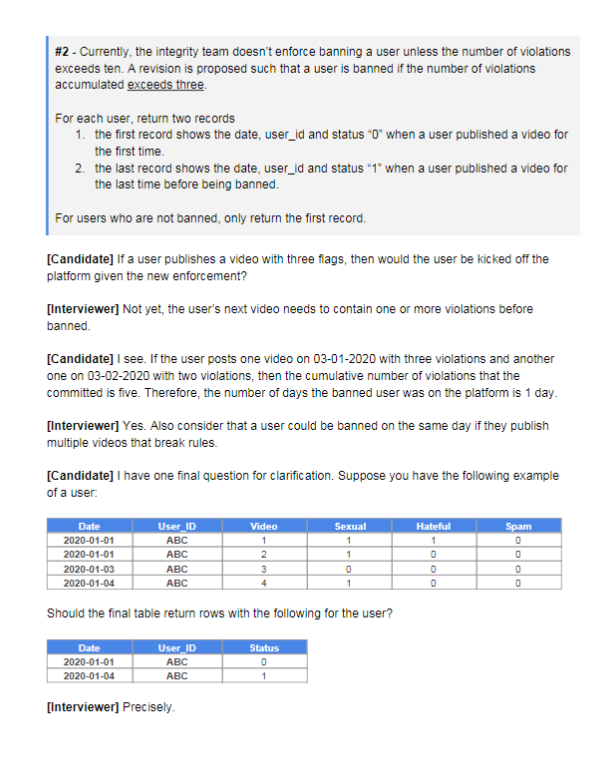 #2 - Currently, the integrity team doesn't enforce banning a user unless the number of violations
exceeds ten. A revision is proposed such that a user is banned if the number of violations
accumulated exceeds three.
For each user, return two records
1. the first record shows the date, user_id and status "0" when a user published a video for
the first time.
2. the last record shows the date, user_id and status "1" when a user published a video for
the last time before being banned.
For users who are not banned, only return the first record.
[Candidate] If a user publishes a video with three flags, then would the user be kicked off the
platform given the new enforcement?
[Interviewer] Not yet, the user's next video needs to contain one or more violations before
banned.
[Candidate] I see. If the user posts one video on 03-01-2020 with three violations and another
one on 03-02-2020 with two violations, then the cumulative number of violations that the
committed is five. Therefore, the number of days the banned user was on the platform is 1 day.
[Interviewer] Yes. Also consider that a user could be banned on the same day if they publish
multiple videos that break rules.
[Candidate] I have one final question for clarification. Suppose you have the following example
of a user:
Date User_ID Video Sexual Hateful Spam
2020-01-01 ABC 1 1 1 0
2020-01-01 ABC 2 1 0 0
2020-01-03 ABC 3 0 0 0
2020-01-04 ABC 4 1 0 0
Should the final table return rows with the following for the user?
Date User_ID Status
2020-01-01 ABC 0
2020-01-04 ABC 1
[Interviewer] Precisely.